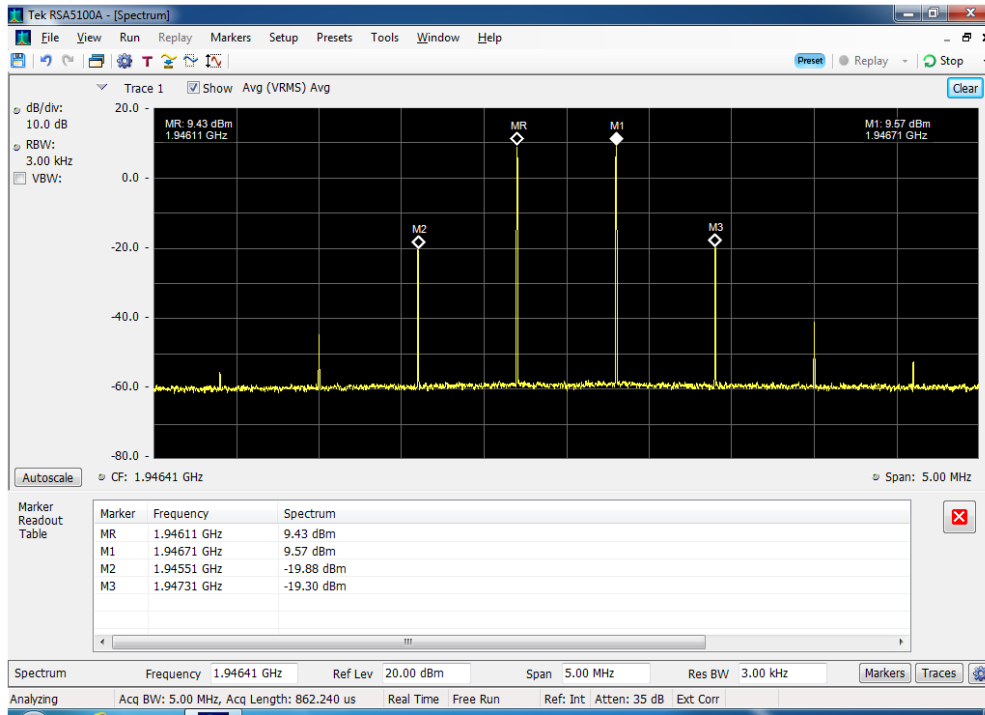 Tek RSA5100A - [Spectrum]
File View Run Replay Markers Setup Presets Tools Window Help
Preset Replay Stop
Trace 1 Show Avg (VRMS) Avg Clear
dB/div:
10.0 dB
RBW:
3.00 kHz
VBW:
20.0
0.0
-20.0
-40.0
-60.0
-80.0
MR: 9.43 dBm
1.94611 GHz
MR
M1
M1: 9.57 dBm
1.94671 GHz
M2
M3
Autoscale CF: 1.94641 GHz Span: 5.00 MHz
Marker
Readout
Table
Marker Frequency Spectrum
MR 1.94611 GHz 9.43 dBm
M1 1.94671 GHz 9.57 dBm
M2 1.94551 GHz -19.88 dBm
M3 1.94731 GHz -19.30 dBm
Spectrum Frequency 1.94641 GHz Ref Lev 20.00 dBm Span 5.00 MHz Res BW 3.00 kHz Markers Traces
Analyzing Acq BW: 5.00 MHz, Acq Length: 862.240 us Real Time Free Run Ref: Int Atten: 35 dB Ext Corr